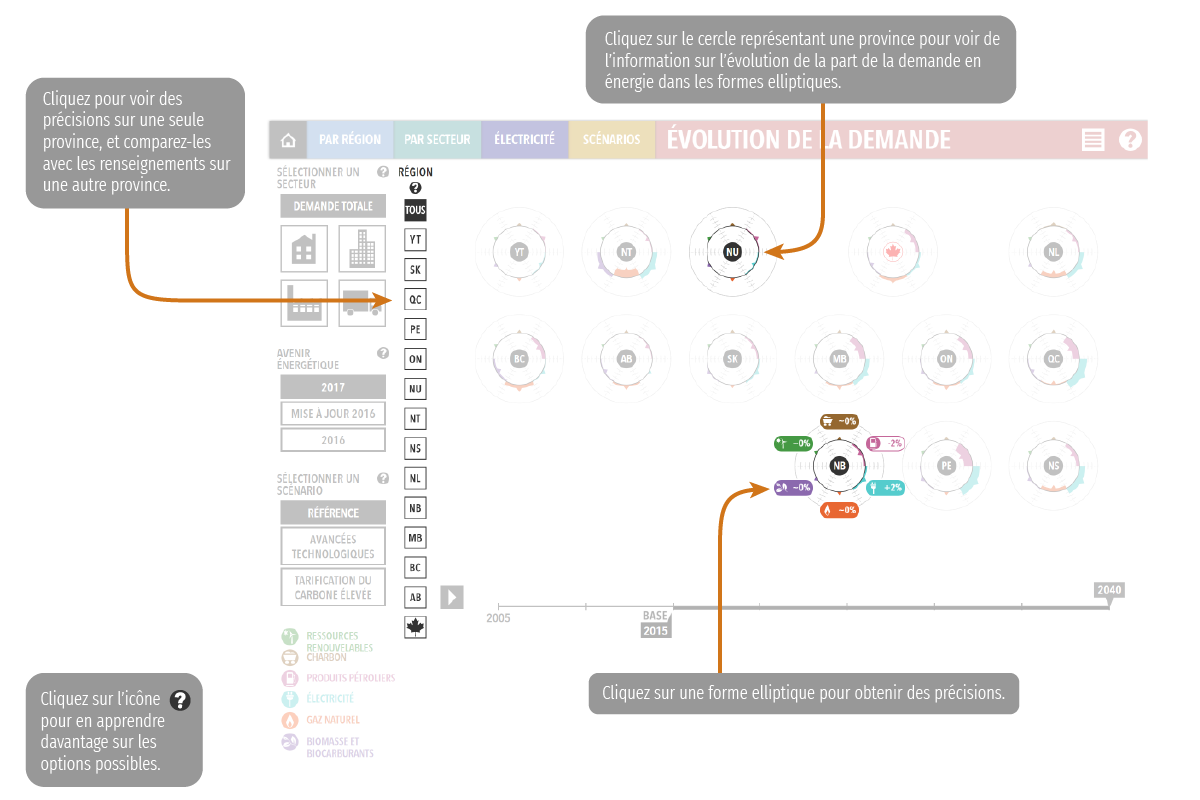 Cliquez sur le cercle représentant une province pour voir de
l'information sur l'évolution de la part de la demande en
énergie dans les formes elliptiques.
Cliquez pour voir des
précisions sur une seule
province, et comparez-les
avec les renseignements sur
une autre province.
PAR RÉGION
PAR SECTEUR
ÉLECTRICITÉ
SCÉNARIOS
ÉVOLUTION DE LA DEMANDE
?
SÉLECTIONNER UN
SECTEUR
?
DEMANDE TOTALE
AVENIR
ÉNERGÉTIQUE
?
2017
MISE À JOUR 2016
2016
SÉLECTIONNER UN
SCÉNARIO
?
RÉFÉRENCE
AVANCÉES
TECHNOLOGIQUES
TARIFICATION DU
CARBONE ÉLEVÉE
RÉGION
?
TOUS
YT
SK
QC
PE
ON
NU
NT
NS
NL
NB
MB
BC
AB
YT
NT
NU
NL
BC
AB
SK
MB
ON
QC
~0%
~0%
-2%
NB
~0%
+2%
~0%
PE
NS
2005
BASE
2015
2040
RESSOURCES
RENOUVELABLES
CHARBON
PRODUITS PÉTROLIERS
ÉLECTRICITÉ
GAZ NATUREL
BIOMASSE ET
BIOCARBURANTS
Cliquez sur une forme elliptique pour obtenir des précisions.
Cliquez sur l'icône ?
pour en apprendre
davantage sur les
options possibles.